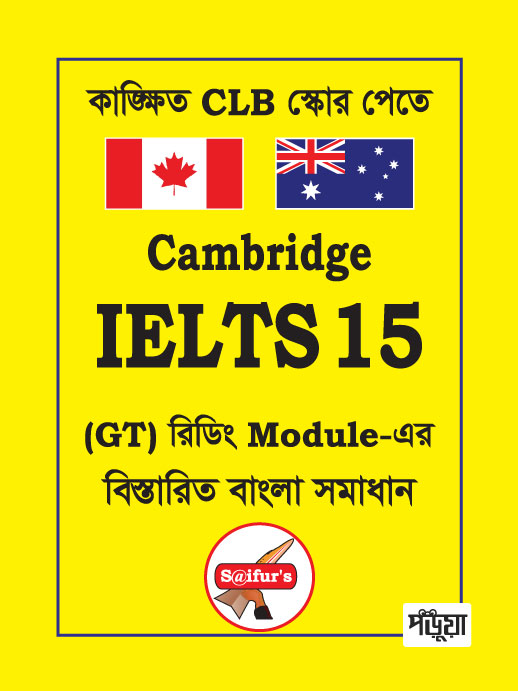 কাঙ্ক্ষিত CLB স্কোর পেতে
Cambridge
IELTS 15
(GT) রিডিং Module-এর
বিস্তারিত বাংলা সমাধান
S@ifur's
পড়ুয়া